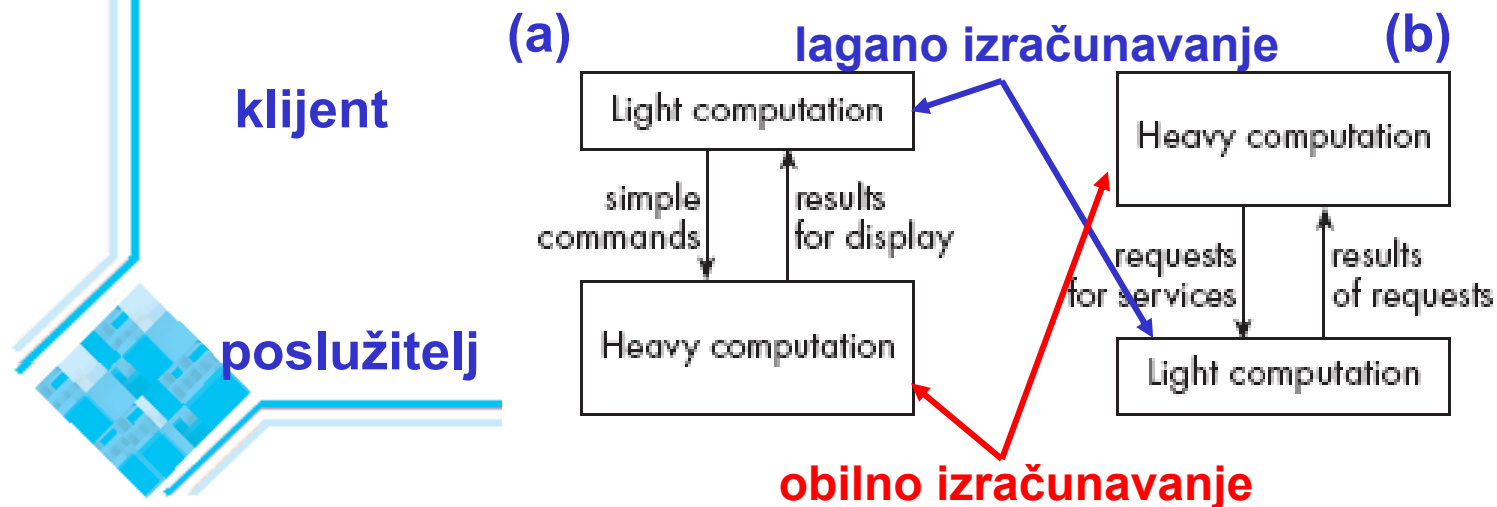 (a)
lagano izračunavanje
(b)
klijent
Light computation
Heavy computation
simple
commands
results
for display
requests
for services
results
of requests
poslužitelj
Heavy computation
Light computation
obilno izračunavanje